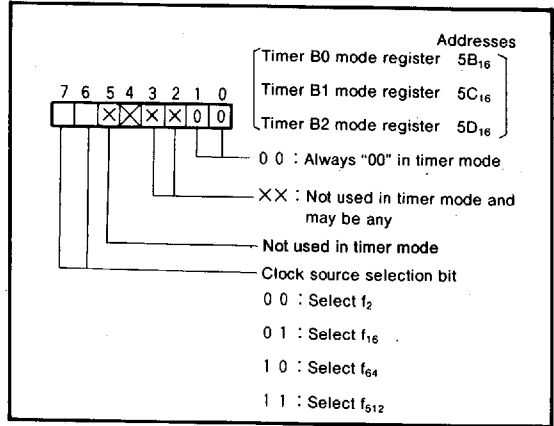 Addresses
Timer B0 mode register 5B₁₆
Timer B1 mode register 5C₁₆
Timer B2 mode register 5D₁₆
7 6 5 4 3 2 1 0
× × × × 0 0
0 0 : Always “00” in timer mode
×× : Not used in timer mode and
may be any
Not used in timer mode
Clock source selection bit
0 0 : Select f₂
0 1 : Select f₁₆
1 0 : Select f₆₄
1 1 : Select f₅₁₂